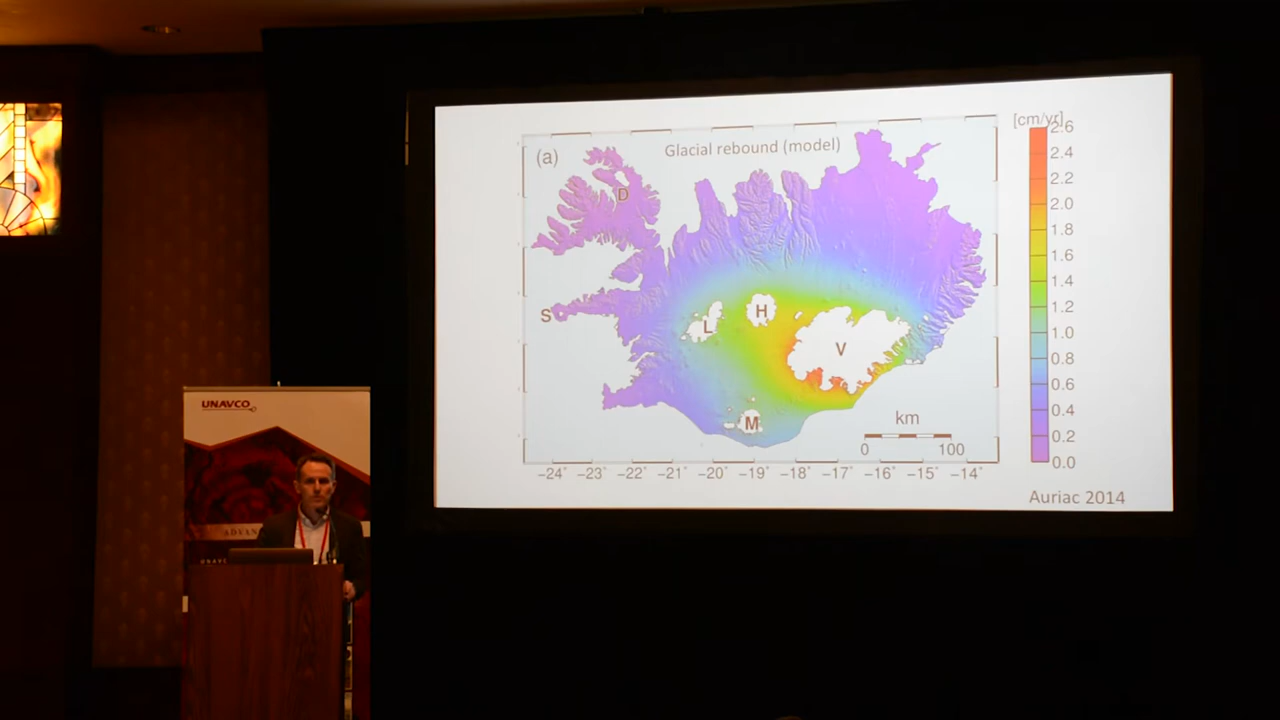 (a)
Glacial rebound (model)
[cm/yr]
2.6
2.4
2.2
2.0
1.8
1.6
1.4
1.2
1.0
0.8
0.6
0.4
0.2
0.0
D
S
L
H
V
M
km
0 100
−24° −23° −22° −21° −20° −19° −18° −17° −16° −15° −14°
Auriac 2014
UNAVCO
ADVAN
UNAVC